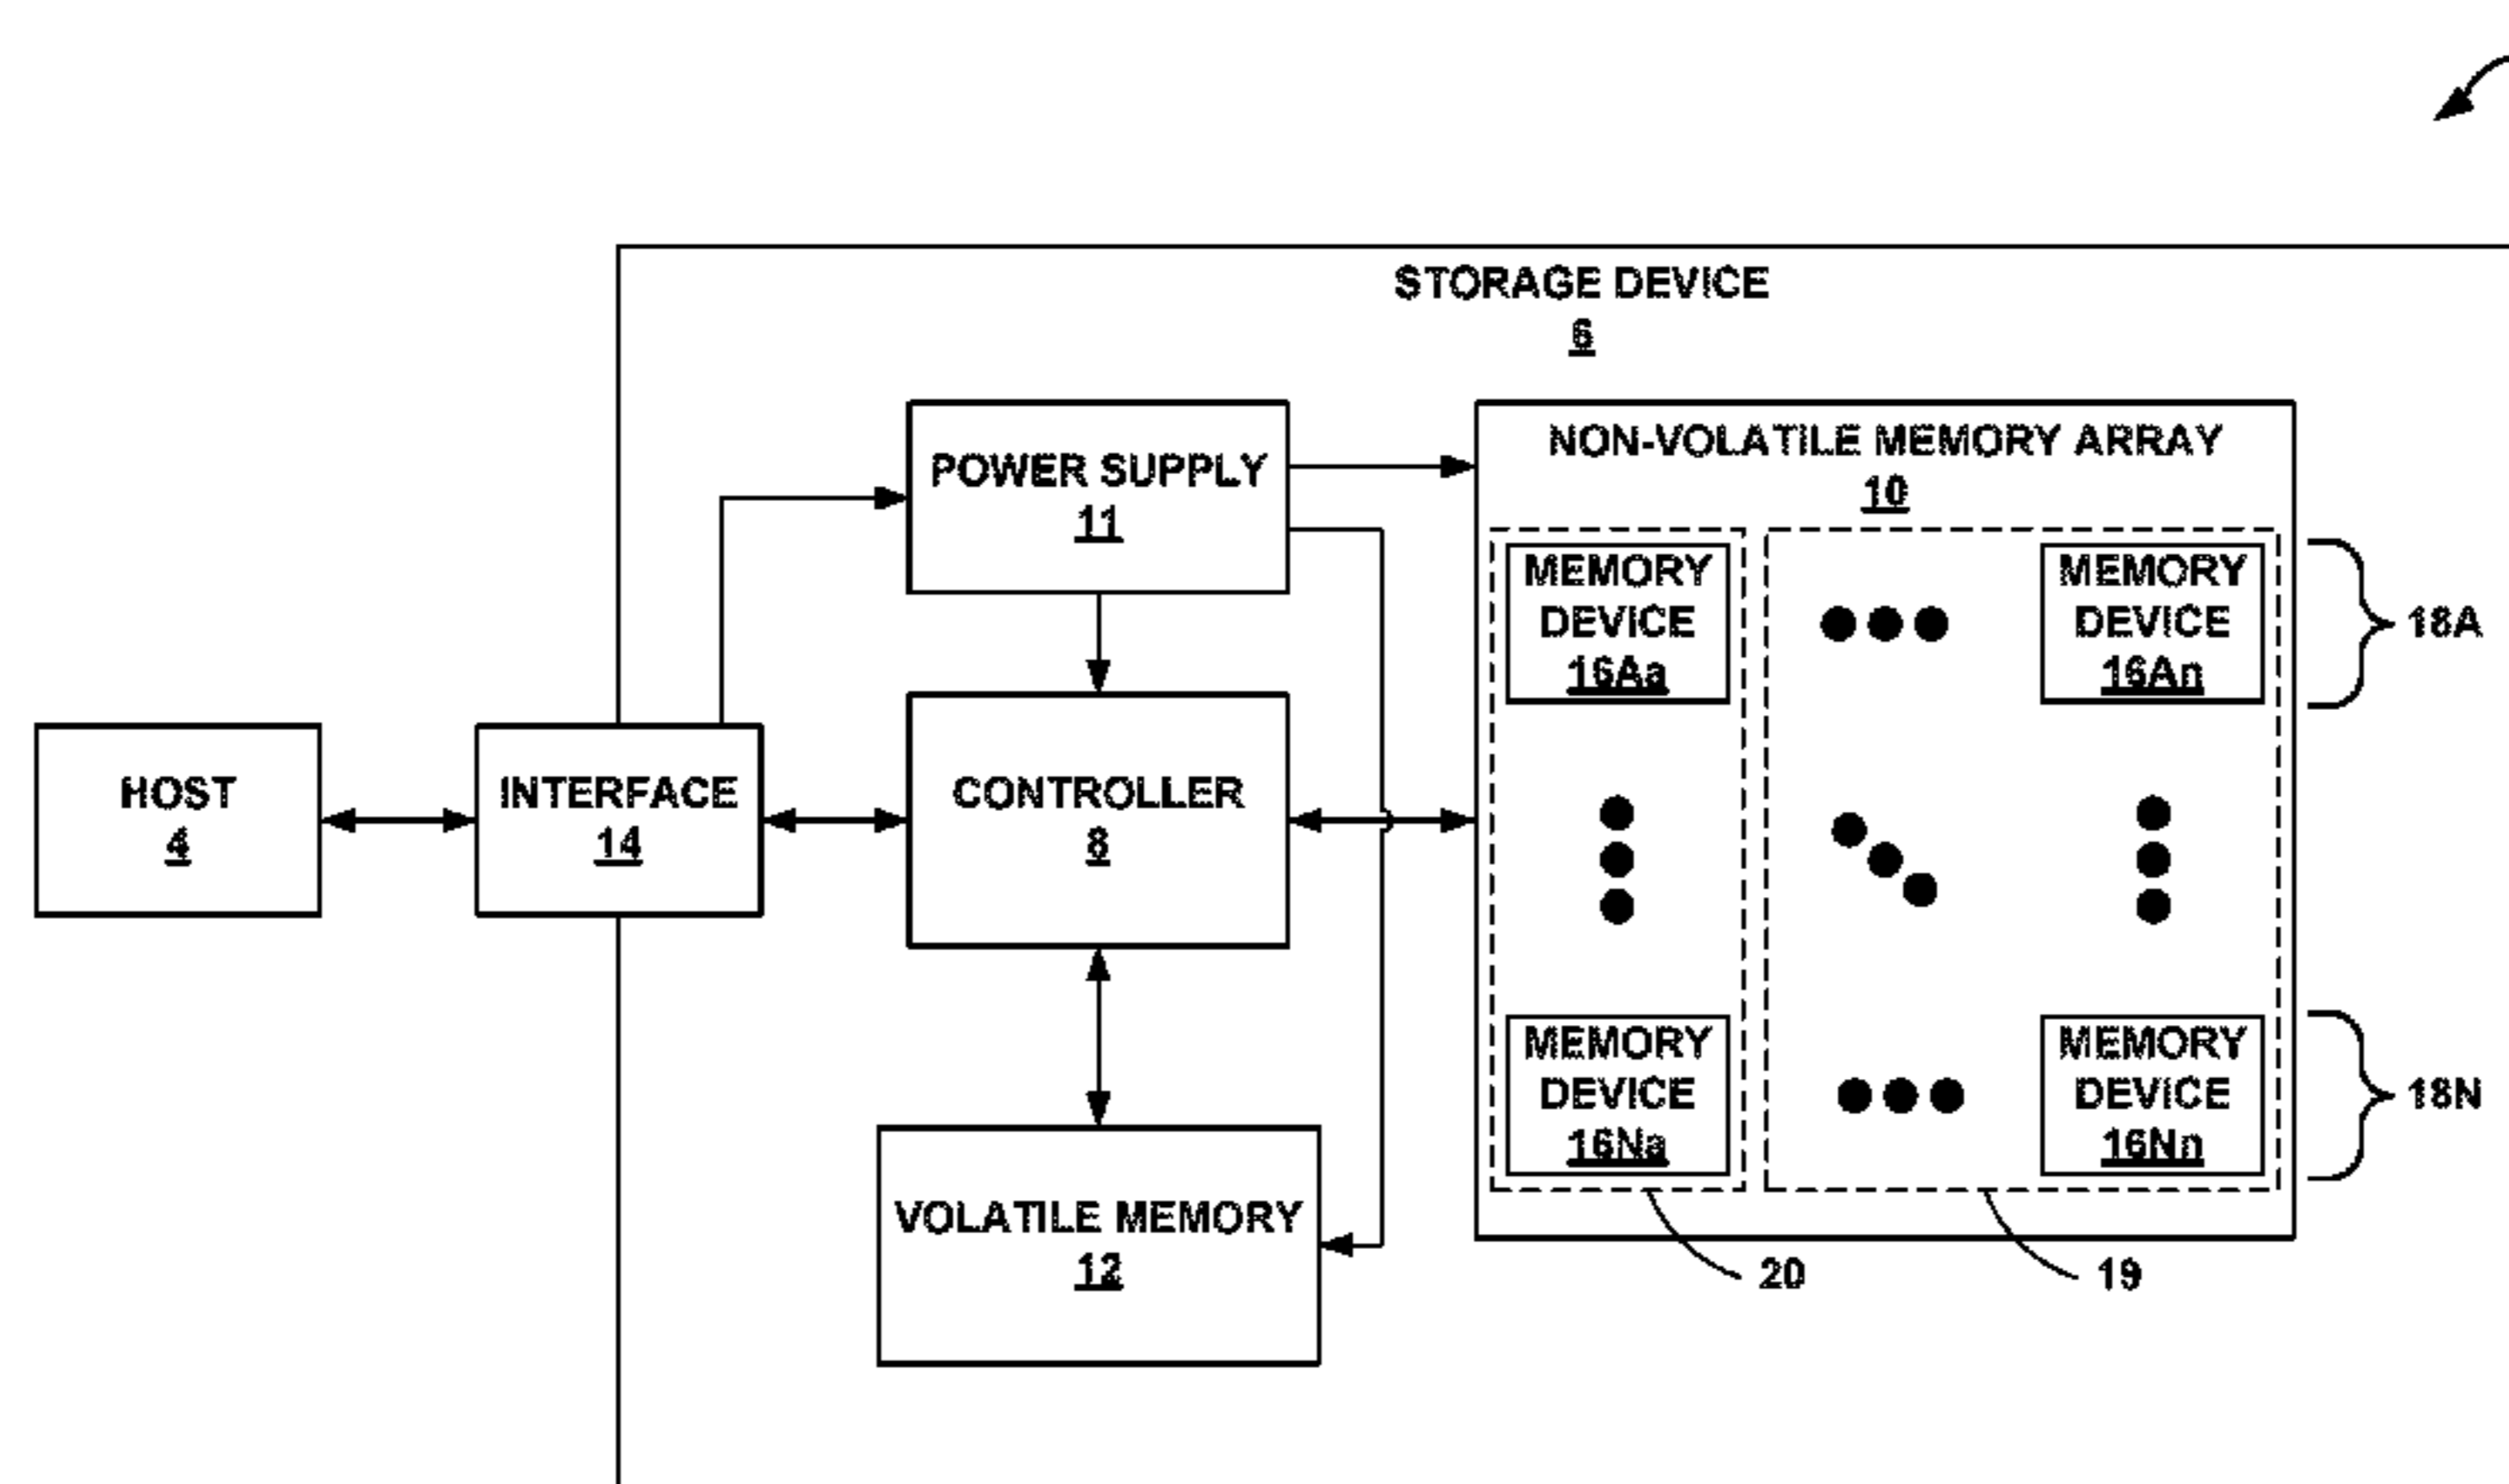 STORAGE DEVICE
6
POWER SUPPLY
11
NON-VOLATILE MEMORY ARRAY
10
MEMORY
DEVICE
16Aa
MEMORY
DEVICE
16An
18A
HOST
4
INTERFACE
14
CONTROLLER
8
MEMORY
DEVICE
16Na
MEMORY
DEVICE
16Nn
18N
VOLATILE MEMORY
12
20
19